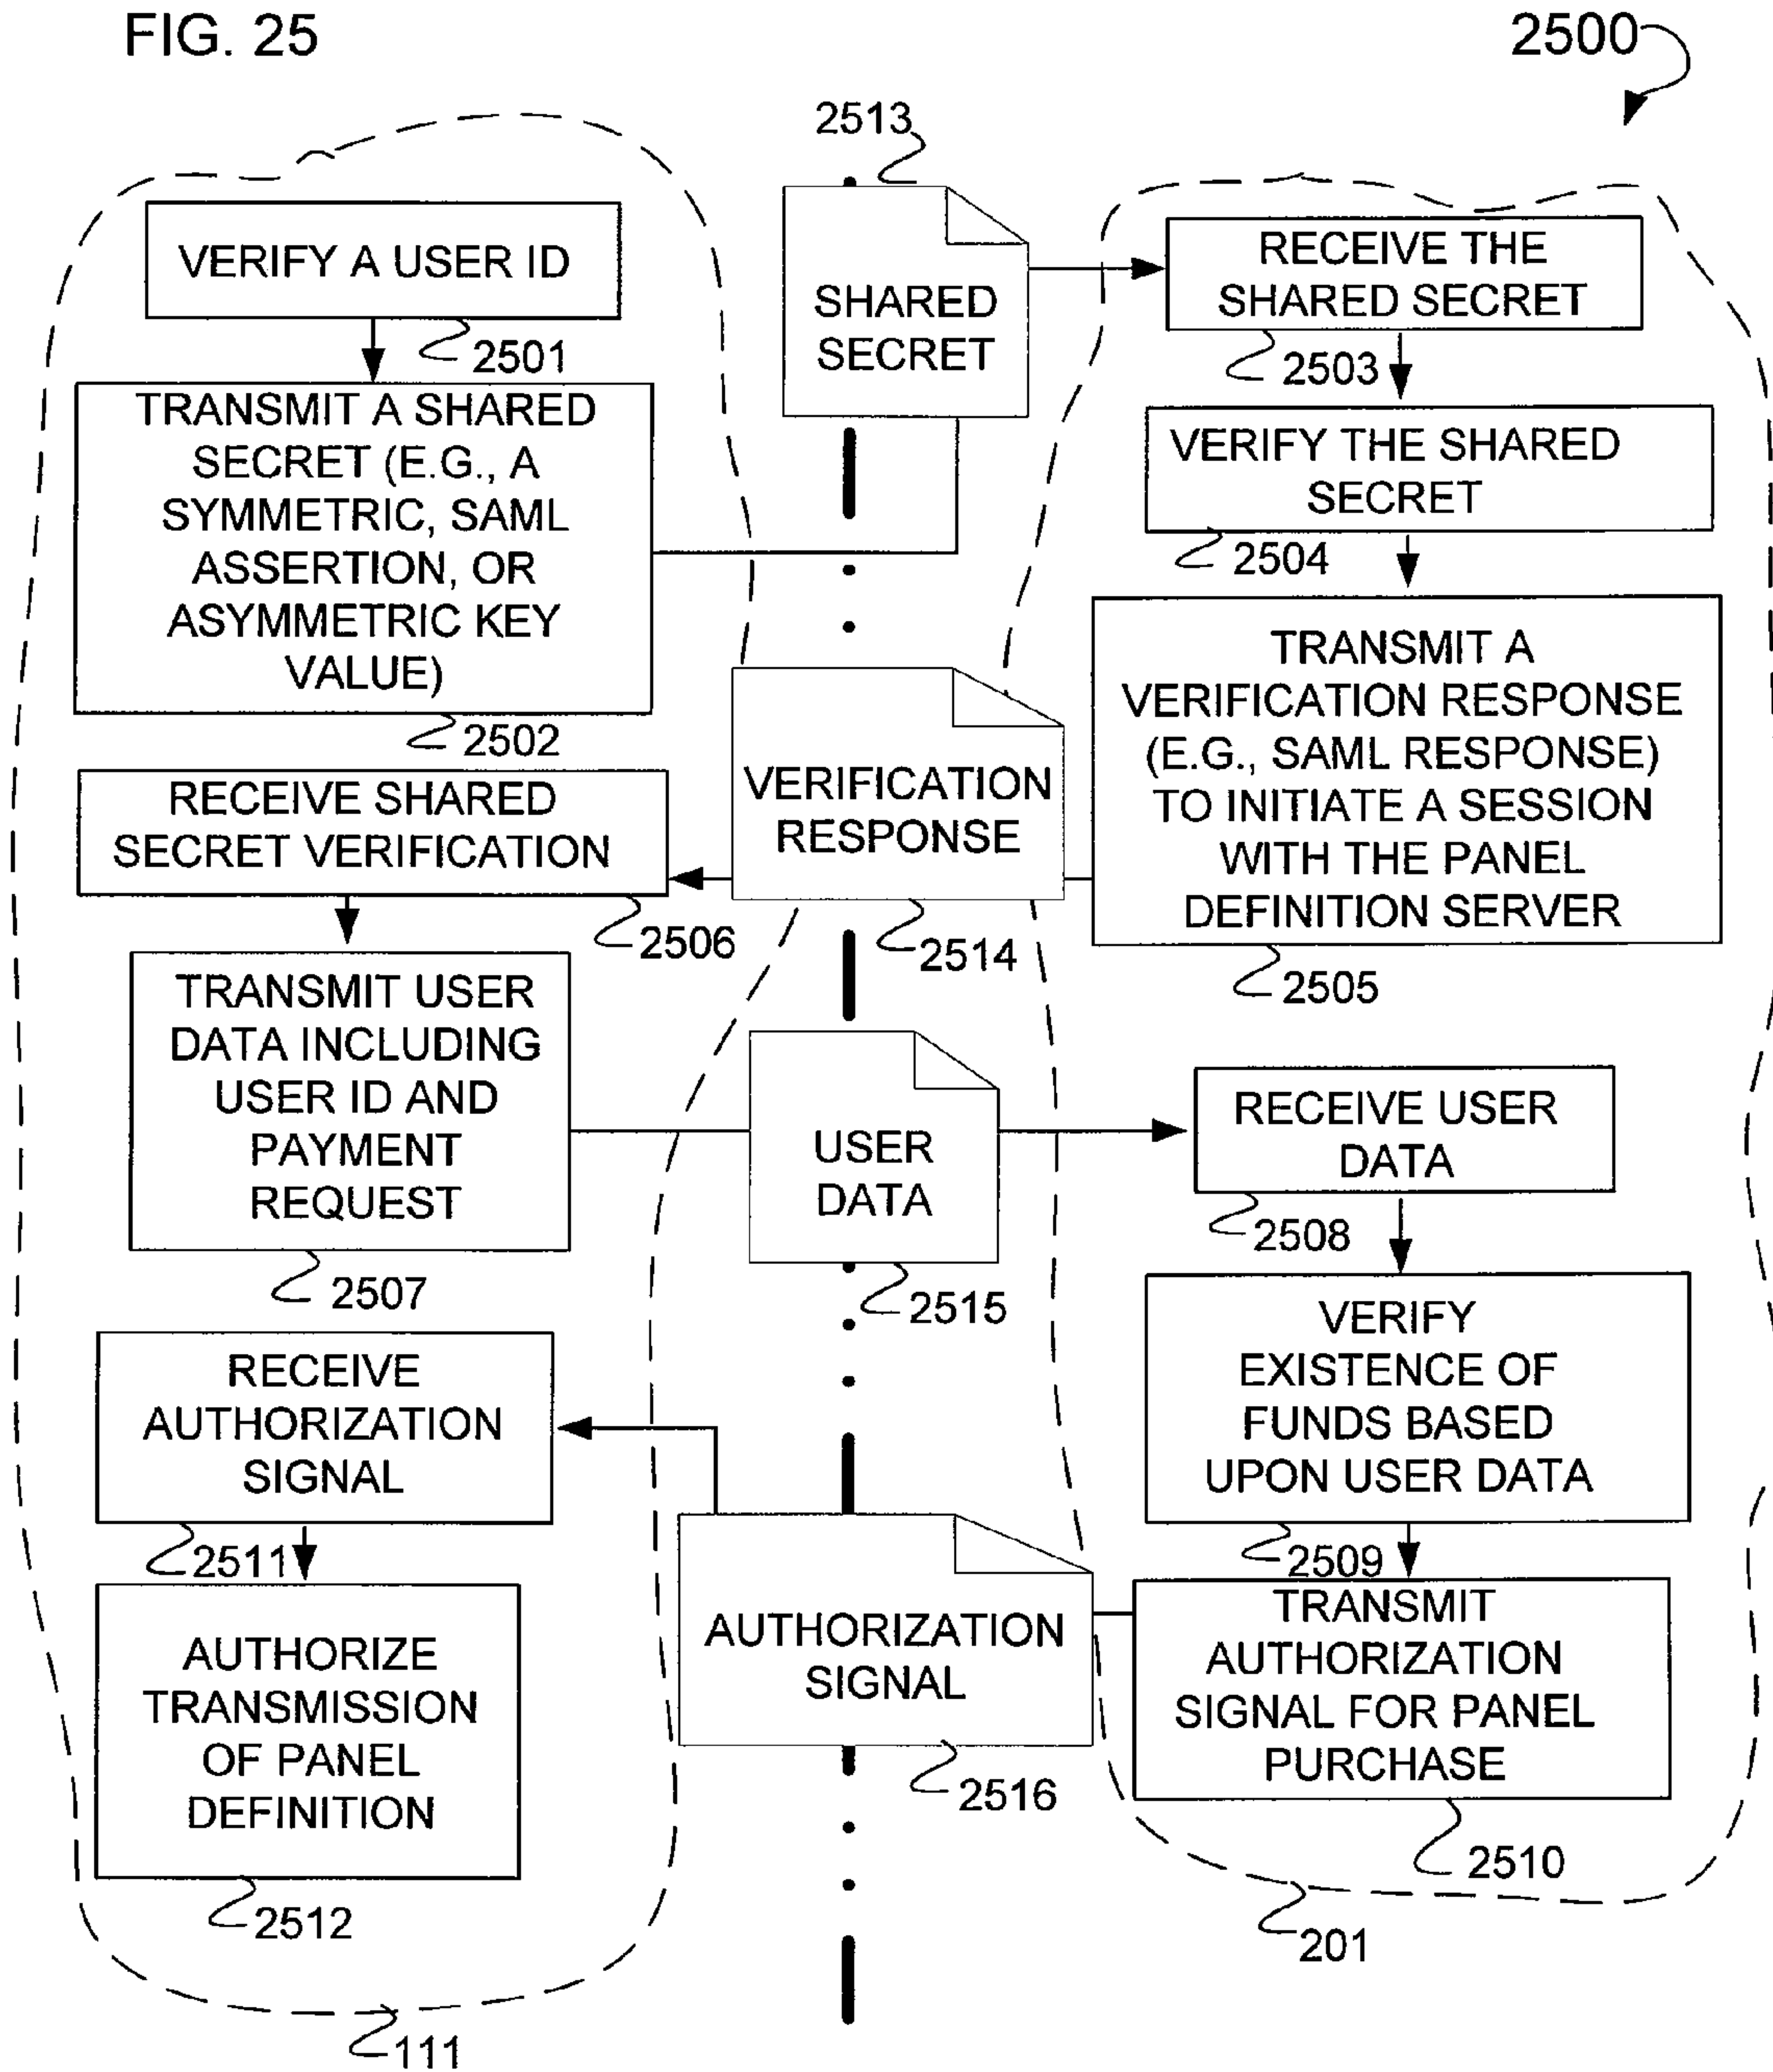 FIG. 25
2500
2513
VERIFY A USER ID
2501
TRANSMIT A SHARED
SECRET (E.G., A
SYMMETRIC, SAML
ASSERTION, OR
ASYMMETRIC KEY
VALUE)
2502
SHARED
SECRET
RECEIVE THE
SHARED SECRET
2503
VERIFY THE SHARED
SECRET
2504
TRANSMIT A
VERIFICATION RESPONSE
(E.G., SAML RESPONSE)
TO INITIATE A SESSION
WITH THE PANEL
DEFINITION SERVER
2505
VERIFICATION
RESPONSE
2514
RECEIVE SHARED
SECRET VERIFICATION
2506
TRANSMIT USER
DATA INCLUDING
USER ID AND
PAYMENT
REQUEST
2507
USER
DATA
2515
RECEIVE USER
DATA
2508
VERIFY
EXISTENCE OF
FUNDS BASED
UPON USER DATA
2509
TRANSMIT
AUTHORIZATION
SIGNAL FOR PANEL
PURCHASE
2510
AUTHORIZATION
SIGNAL
2516
RECEIVE
AUTHORIZATION
SIGNAL
2511
AUTHORIZE
TRANSMISSION
OF PANEL
DEFINITION
2512
201
111